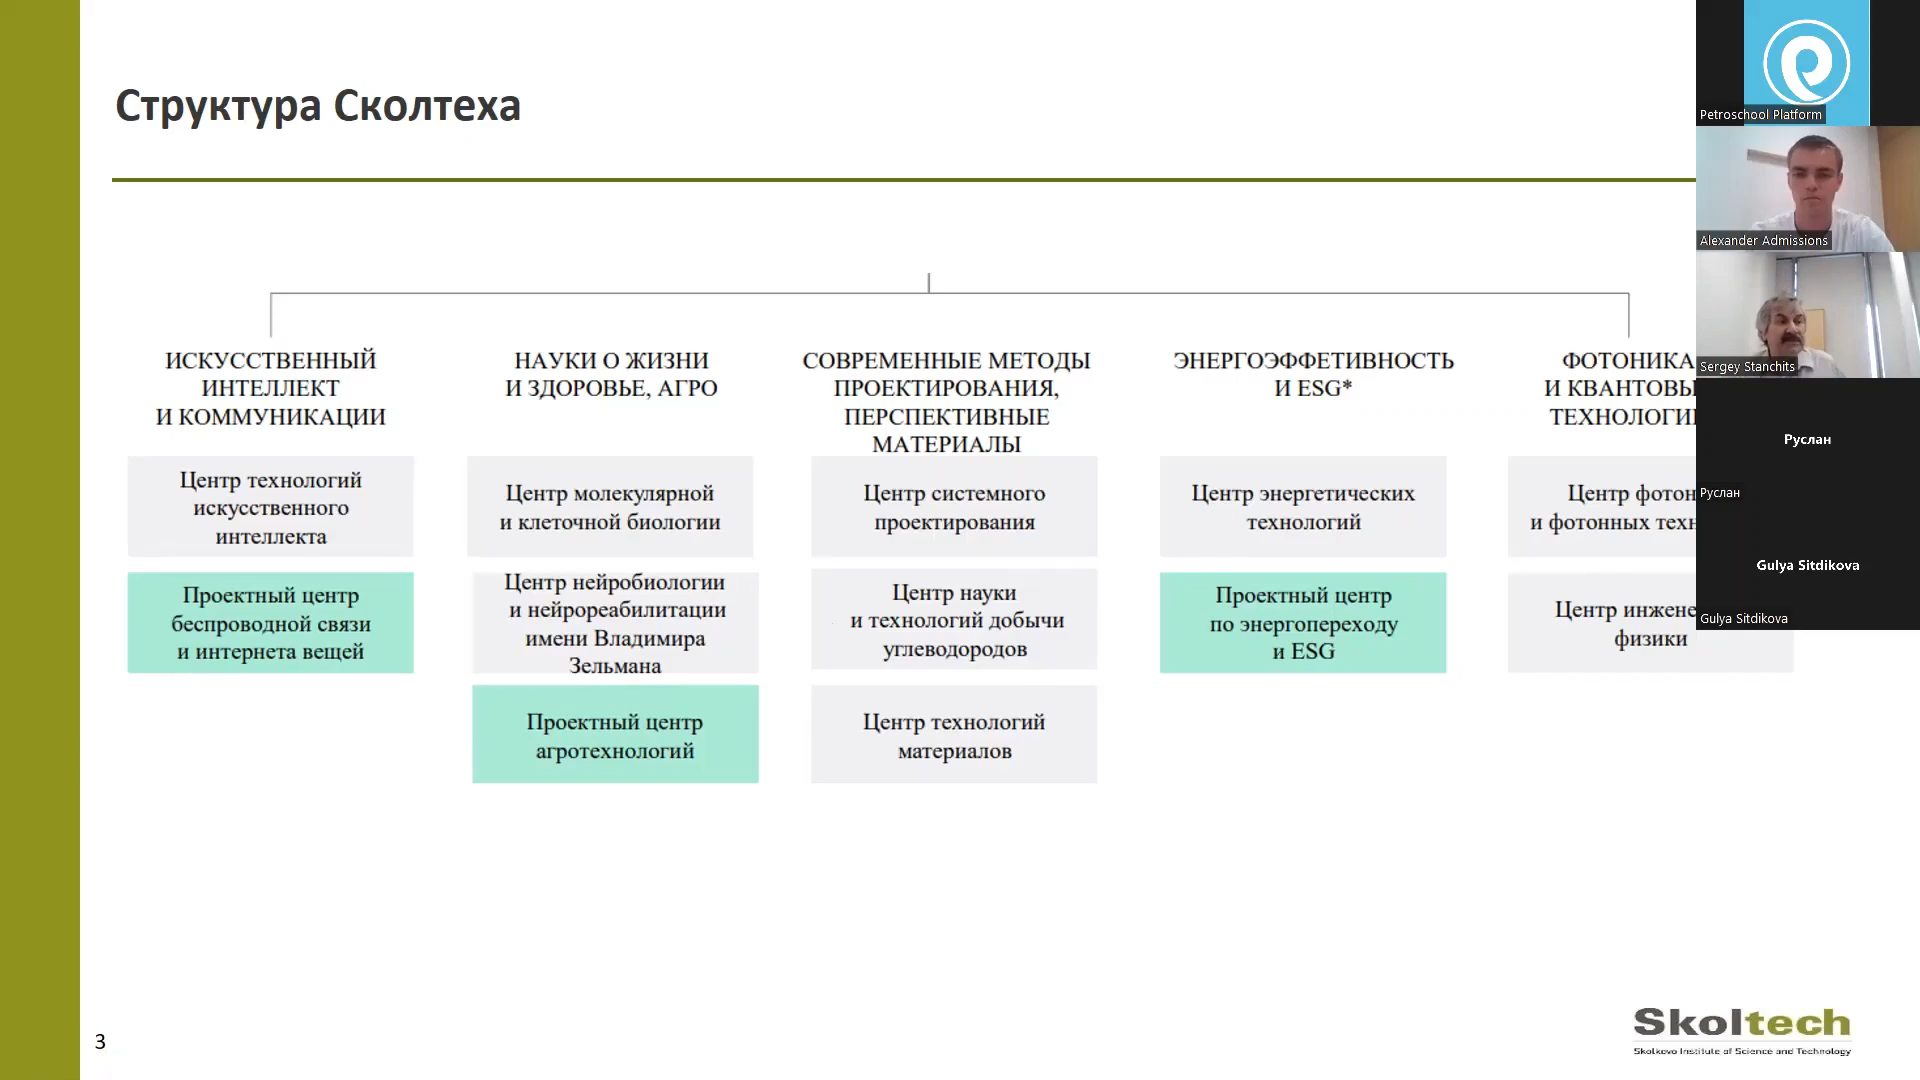 Структура Сколтеха
ИСКУССТВЕННЫЙ
ИНТЕЛЛЕКТ
И КОММУНИКАЦИИ
Центр технологий
искусственного
интеллекта
Проектный центр
беспроводной связи
и интернета вещей
НАУКИ О ЖИЗНИ
И ЗДОРОВЬЕ, АГРО
Центр молекулярной
и клеточной биологии
Центр нейробиологии
и нейрореабилитации
имени Владимира
Зельмана
Проектный центр
агротехнологий
СОВРЕМЕННЫЕ МЕТОДЫ
ПРОЕКТИРОВАНИЯ,
ПЕРСПЕКТИВНЫЕ
МАТЕРИАЛЫ
Центр системного
проектирования
Центр науки
и технологий добычи
углеводородов
Центр технологий
материалов
ЭНЕРГОЭФФЕТИВНОСТЬ
И ESG*
Центр энергетических
технологий
Проектный центр
по энергопереходу
и ESG
ФОТОНИКА
И
Центр
и фотонных
Центр
физики
Petroschool Platform
Alexander Admissions
Sergey Stanchits
Руслан
Руслан
Gulya Sitdikova
Gulya Sitdikova
3
Skoltech
Skolkovo Institute of Science and Technology